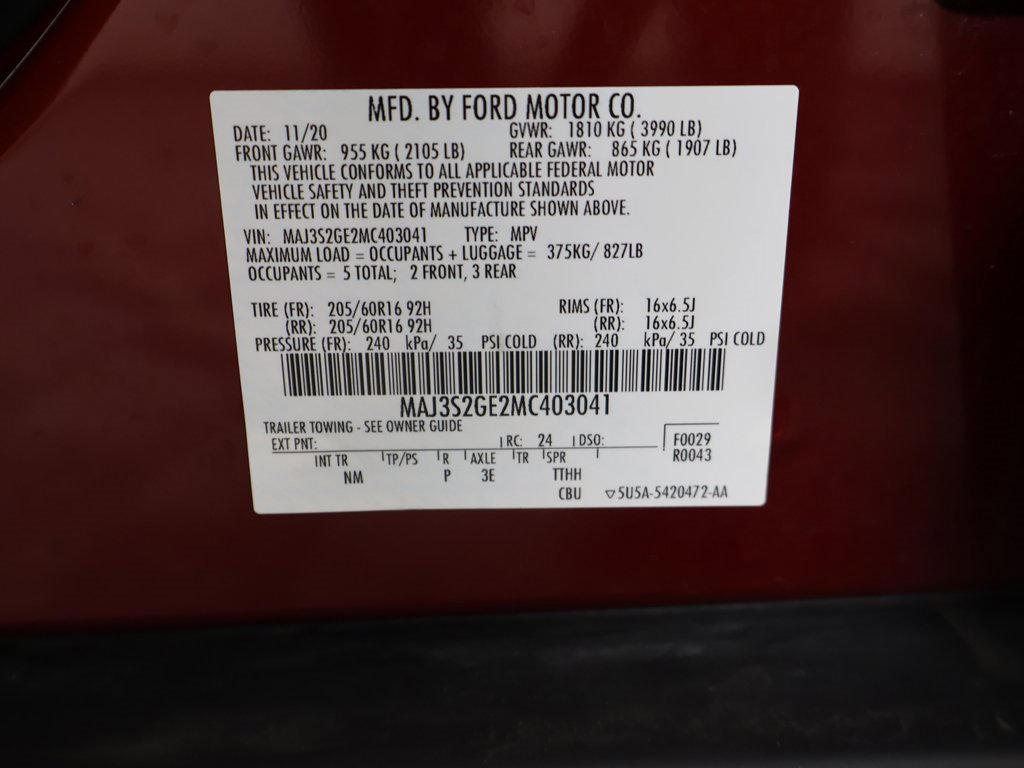 MFD. BY FORD MOTOR CO.
DATE: 11/20 GVWR: 1810 KG ( 3990 LB)
FRONT GAWR: 955 KG ( 2105 LB) REAR GAWR: 865 KG ( 1907 LB)
THIS VEHICLE CONFORMS TO ALL APPLICABLE FEDERAL MOTOR
VEHICLE SAFETY AND THEFT PREVENTION STANDARDS
IN EFFECT ON THE DATE OF MANUFACTURE SHOWN ABOVE.
VIN: MAJ3S2GE2MC403041 TYPE: MPV
MAXIMUM LOAD = OCCUPANTS + LUGGAGE = 375KG/ 827LB
OCCUPANTS = 5 TOTAL; 2 FRONT, 3 REAR
TIRE (FR): 205/60R16 92H RIMS (FR): 16x6.5J
(RR): 205/60R16 92H (RR): 16x6.5J
PRESSURE (FR): 240 kPa/ 35 PSI COLD (RR): 240 kPa/ 35 PSI COLD
MAJ3S2GE2MC403041
TRAILER TOWING - SEE OWNER GUIDE
EXT PNT: RC: 24 DSO: F0029
R0043
INT TR TP/PS R AXLE TR SPR
NM P 3E TTHH
CBU ▽5U5A-5420472-AA